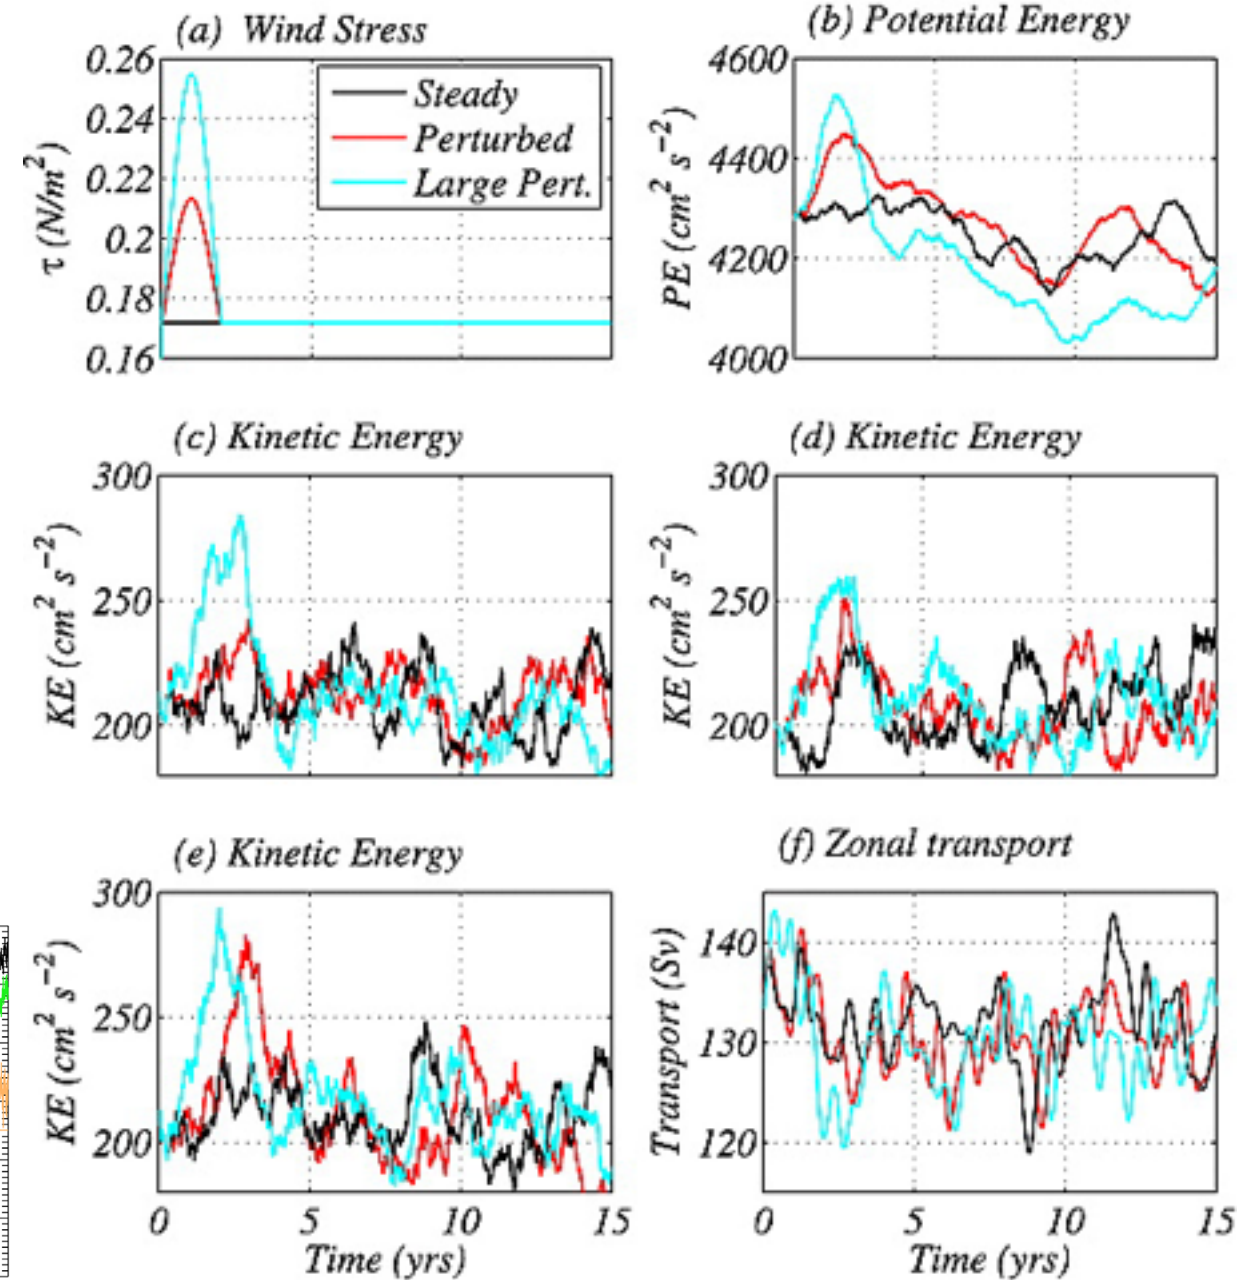 (a) Wind Stress
0.26
0.24
0.22
0.2
0.18
0.16
τ (N/m²)
Steady
Perturbed
Large Pert.
(b) Potential Energy
4600
4400
4200
4000
PE (cm² s⁻²)
(c) Kinetic Energy
300
250
200
KE (cm² s⁻²)
(d) Kinetic Energy
300
250
200
KE (cm² s⁻²)
(e) Kinetic Energy
300
250
200
KE (cm² s⁻²)
0 5 10 15
Time (yrs)
(f) Zonal transport
140
130
120
Transport (Sv)
0 5 10 15
Time (yrs)